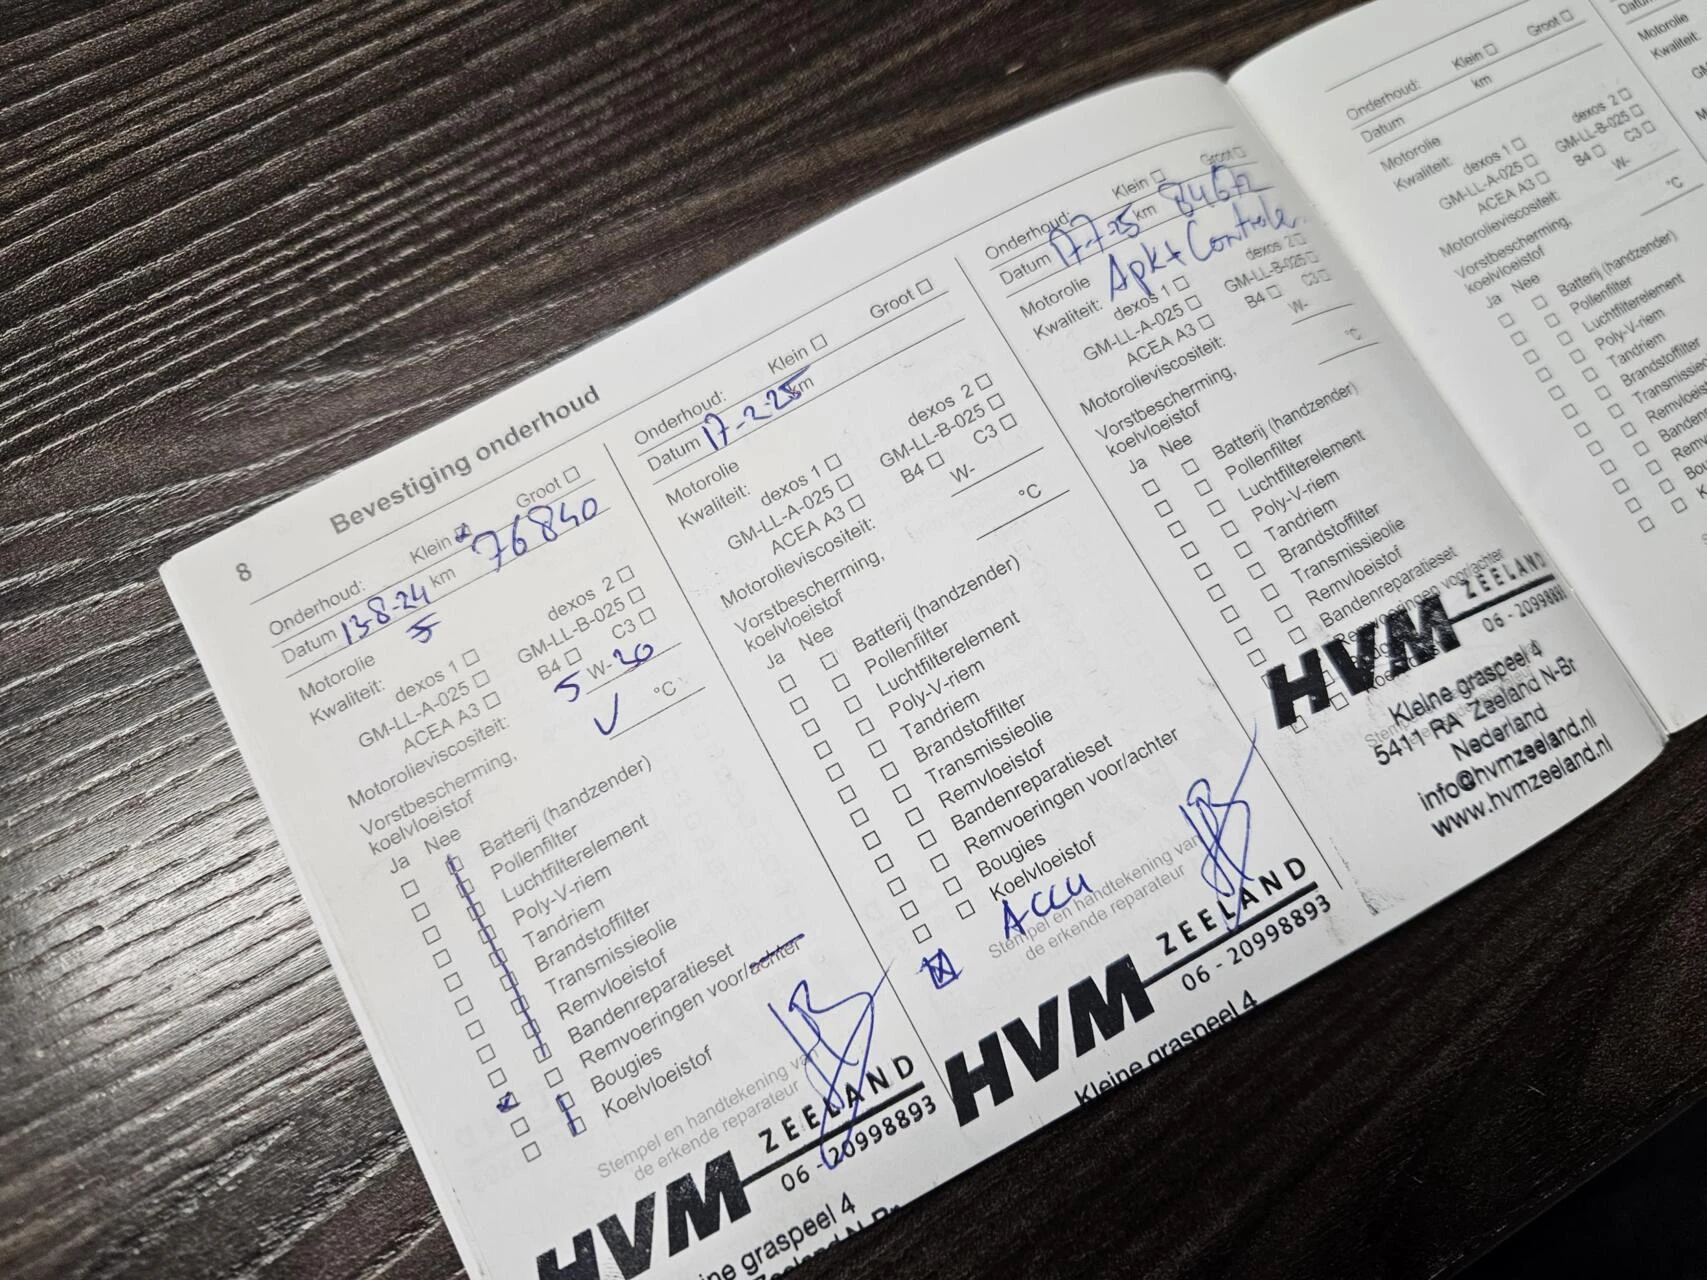 8
Bevestiging onderhoud
Onderhoud: Klein Groot
Datum 13-8-24 km 76840
5
Motorolie
Kwaliteit: dexos 1 dexos 2
GM-LL-A-025 GM-LL-B-025
ACEA A3 B4 C3
Motorolieviscositeit: 5 W- 30
Vorstbescherming,
koelvloeistof °C
Ja Nee
Batterij (handzender)
Pollenfilter
Luchtfilterelement
Poly-V-riem
Tandriem
Brandstoffilter
Transmissieolie
Remvloeistof
Bandenreparatieset
Remvoeringen voor/achter
Bougies
Koelvloeistof
Stempel en handtekening van
de erkende reparateur
HVM ZEELAND
06 - 20998893
Kleine graspeel 4
Zeeland N-Br
Onderhoud: Klein Groot
Datum 17-2-25 km
Motorolie
Kwaliteit: dexos 1 dexos 2
GM-LL-A-025 GM-LL-B-025
ACEA A3 B4 C3
Motorolieviscositeit: W-
Vorstbescherming,
koelvloeistof °C
Ja Nee
Batterij (handzender)
Pollenfilter
Luchtfilterelement
Poly-V-riem
Tandriem
Brandstoffilter
Transmissieolie
Remvloeistof
Bandenreparatieset
Remvoeringen voor/achter
Bougies
Koelvloeistof
Accu
Stempel en handtekening van
de erkende reparateur
HVM ZEELAND
06 - 20998893
Kleine graspeel 4
Onderhoud: Klein Groot
Datum 17-7-25 km 84672
Apk + Controle
Motorolie
Kwaliteit: dexos 1 dexos 2
GM-LL-A-025 GM-LL-B-025
ACEA A3 B4 C3
Motorolieviscositeit: W-
Vorstbescherming,
koelvloeistof °C
Ja Nee
Batterij (handzender)
Pollenfilter
Luchtfilterelement
Poly-V-riem
Tandriem
Brandstoffilter
Transmissieolie
Remvloeistof
Bandenreparatieset
Remvoeringen voor/achter
HVM ZEELAND
06 - 20998893
Kleine graspeel 4
5411 RA Zeeland N-Br
Nederland
info@hvmzeeland.nl
www.hvmzeeland.nl
Onderhoud: Klein Groot
Datum km
Motorolie
Kwaliteit: dexos 1 dexos 2
GM-LL-A-025 GM-LL-B-025
ACEA A3 B4 C3
Motorolieviscositeit: W-
Vorstbescherming,
koelvloeistof °C
Ja Nee
Batterij (handzender)
Pollenfilter
Luchtfilterelement
Poly-V-riem
Tandriem
Motorolie
Kwaliteit: